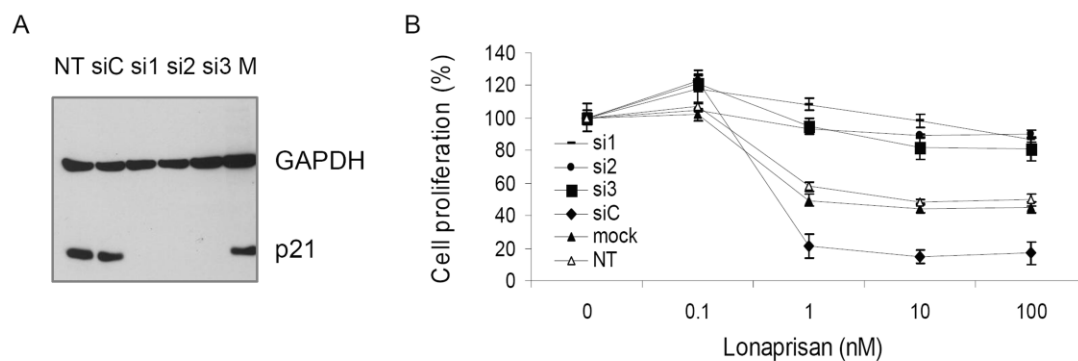 A
NT siC si1 si2 si3 M
GAPDH
p21
B
Cell proliferation (%)
140
120
100
80
60
40
20
0
si1
si2
si3
siC
mock
NT
0 0.1 1 10 100
Lonaprisan (nM)